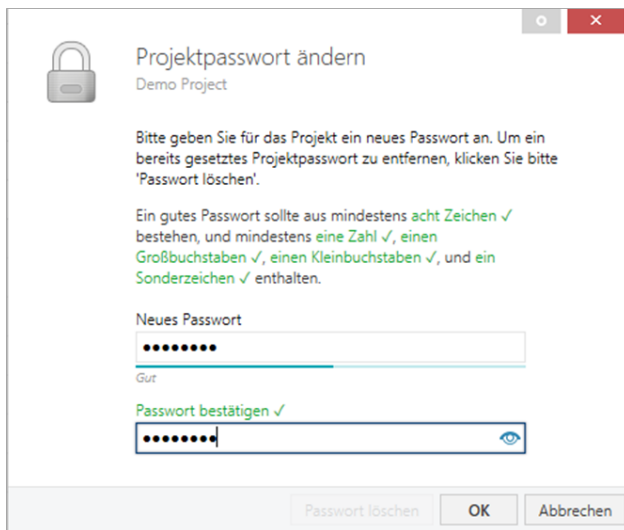 Projektpasswort ändern
Demo Project
Bitte geben Sie für das Projekt ein neues Passwort an. Um ein
bereits gesetztes Projektpasswort zu entfernen, klicken Sie bitte
'Passwort löschen'.
Ein gutes Passwort sollte aus mindestens acht Zeichen ✓
bestehen, und mindestens eine Zahl ✓, einen
Großbuchstaben ✓, einen Kleinbuchstaben ✓, und ein
Sonderzeichen ✓ enthalten.
Neues Passwort
●●●●●●●●
Gut
Passwort bestätigen ✓
●●●●●●●●
Passwort löschen OK Abbrechen